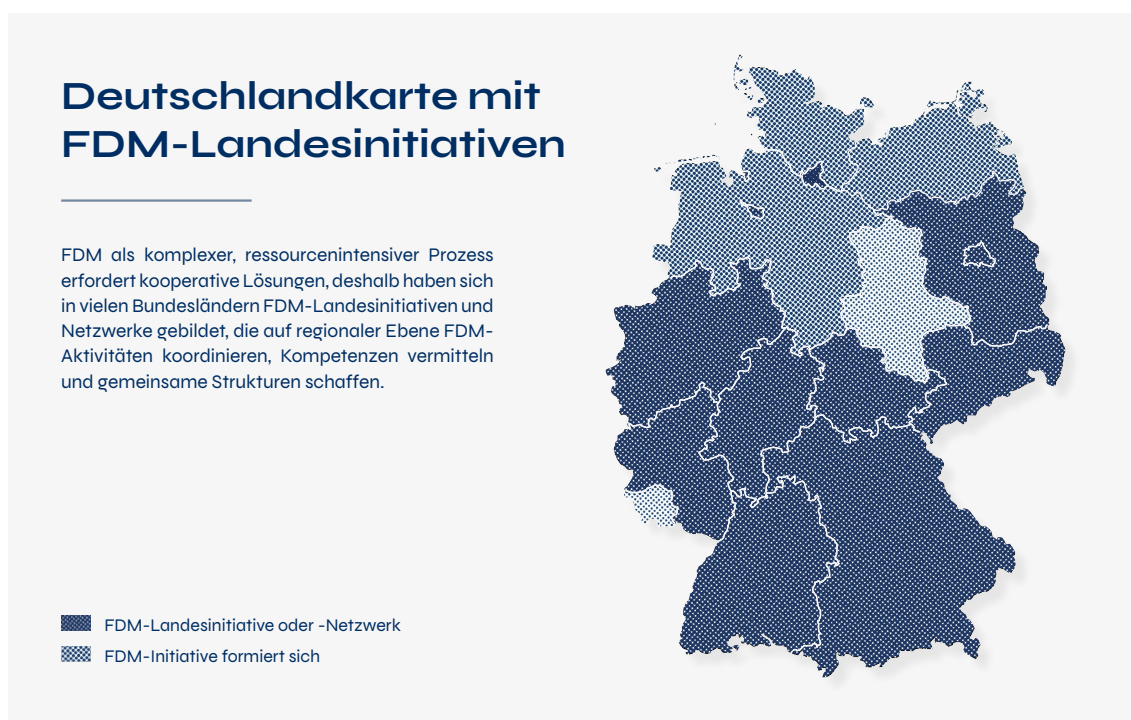 Deutschlandkarte mit
FDM-Landesinitiativen
FDM als komplexer, ressourcenintensiver Prozess
erfordert kooperative Lösungen, deshalb haben sich
in vielen Bundesländern FDM-Landesinitiativen und
Netzwerke gebildet, die auf regionaler Ebene FDM-
Aktivitäten koordinieren, Kompetenzen vermitteln
und gemeinsame Strukturen schaffen.
FDM-Landesinitiative oder -Netzwerk
FDM-Initiative formiert sich